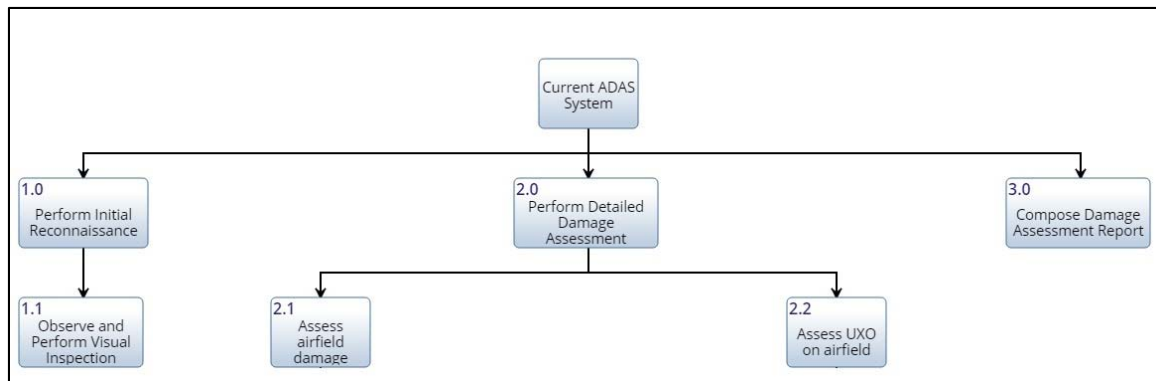 Current ADAS
System
1.0
Perform Initial
Reconnaissance
2.0
Perform Detailed
Damage
Assessment
3.0
Compose Damage
Assessment Report
1.1
Observe and
Perform Visual
Inspection
2.1
Assess
airfield
damage
2.2
Assess UXO
on airfield